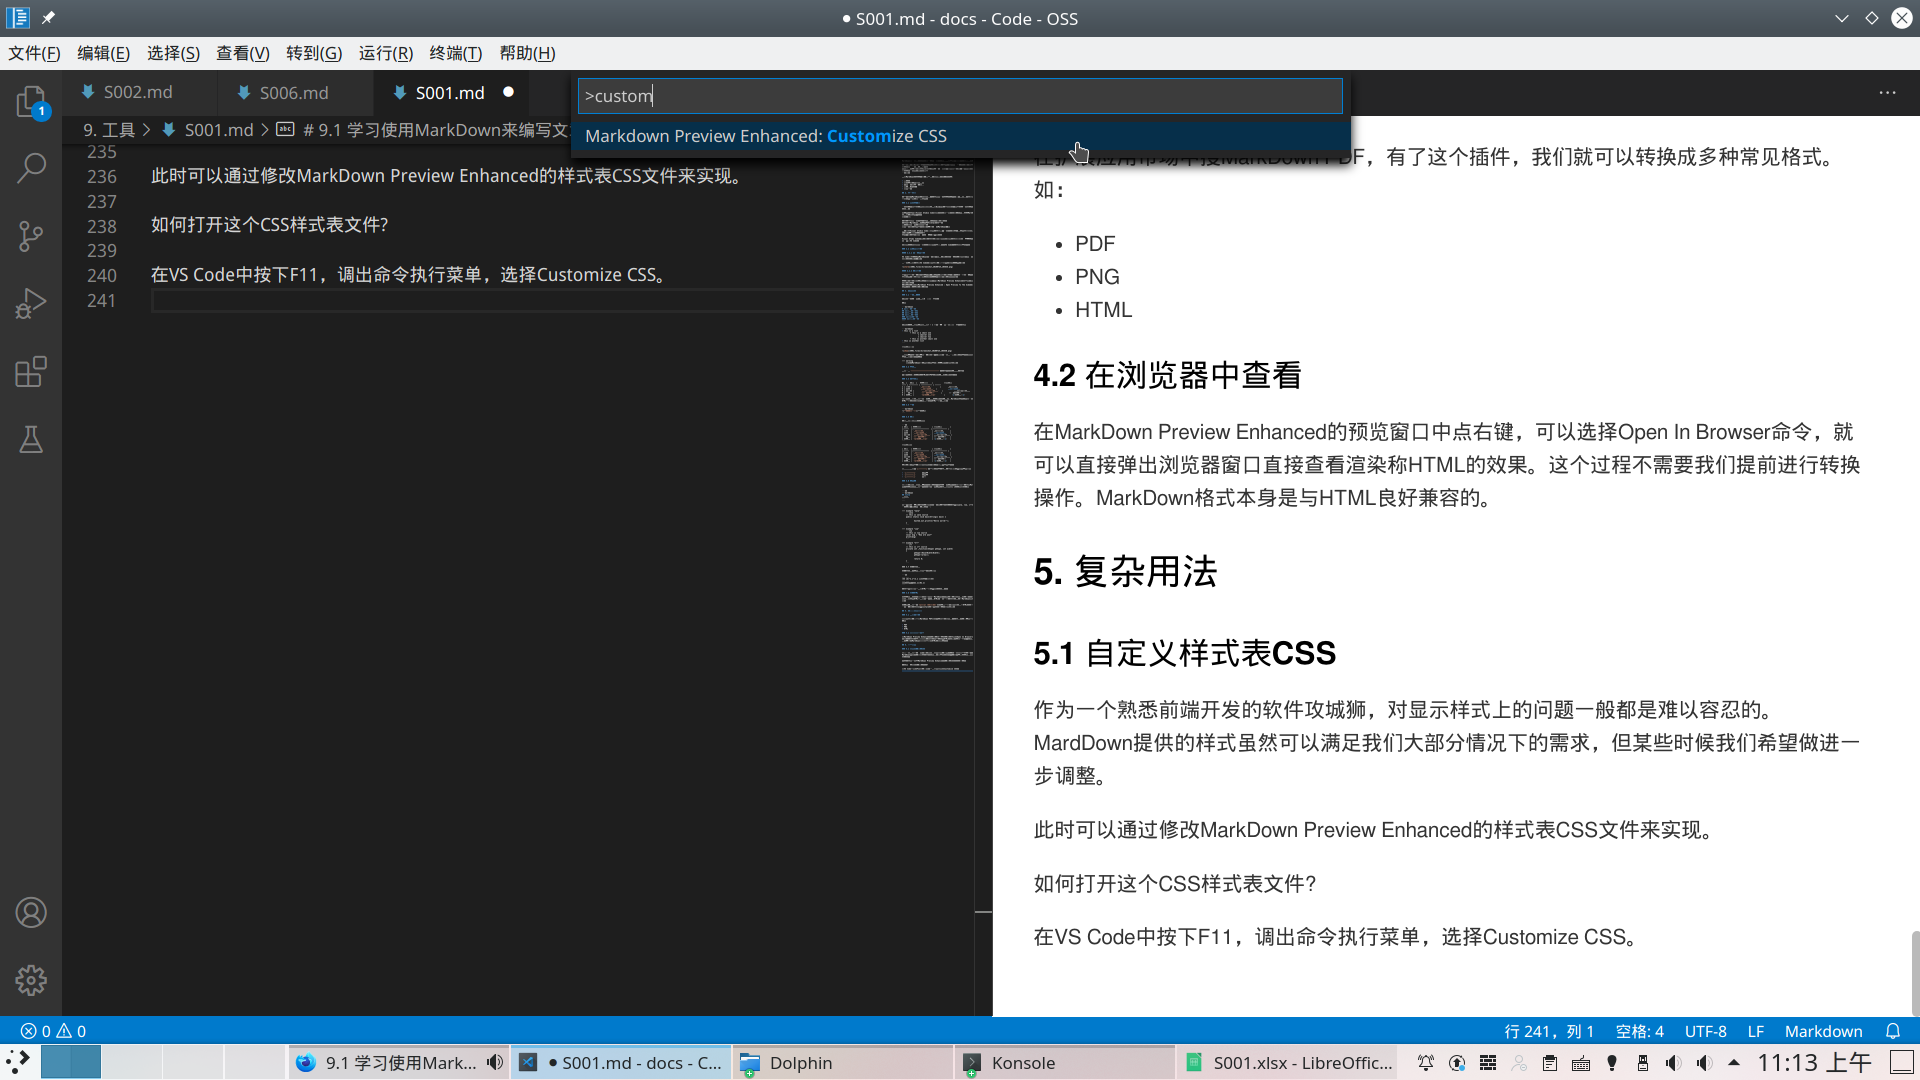 ● S001.md - docs - Code - OSS
文件(F) 编辑(E) 选择(S) 查看(V) 转到(G) 运行(R) 终端(T) 帮助(H)
S002.md S006.md S001.md ●
>custom
Markdown Preview Enhanced: Customize CSS
1
9. 工具 > S001.md > # 9.1 学习使用MarkDown来编写文
235
236 此时可以通过修改MarkDown Preview Enhanced的样式表CSS文件来实现。
237
238 如何打开这个CSS样式表文件?
239
240 在VS Code中按下F11，调出命令执行菜单，选择Customize CSS。
241
MarkDown PDF，有了这个插件，我们就可以转换成多种常见格式。
如：
• PDF
• PNG
• HTML
4.2 在浏览器中查看
在MarkDown Preview Enhanced的预览窗口中点右键，可以选择Open In Browser命令，就
可以直接弹出浏览器窗口直接查看渲染称HTML的效果。这个过程不需要我们提前进行转换
操作。MarkDown格式本身是与HTML良好兼容的。
5. 复杂用法
5.1 自定义样式表CSS
作为一个熟悉前端开发的软件攻城狮，对显示样式上的问题一般都是难以容忍的。
MardDown提供的样式虽然可以满足我们大部分情况下的需求，但某些时候我们希望做进一
步调整。
此时可以通过修改MarkDown Preview Enhanced的样式表CSS文件来实现。
如何打开这个CSS样式表文件?
在VS Code中按下F11，调出命令执行菜单，选择Customize CSS。
0 0 行 241，列 1 空格: 4 UTF-8 LF Markdown
9.1 学习使用Mark... ● S001.md - docs - C... Dolphin Konsole S001.xlsx - LibreOffic... 11:13 上午